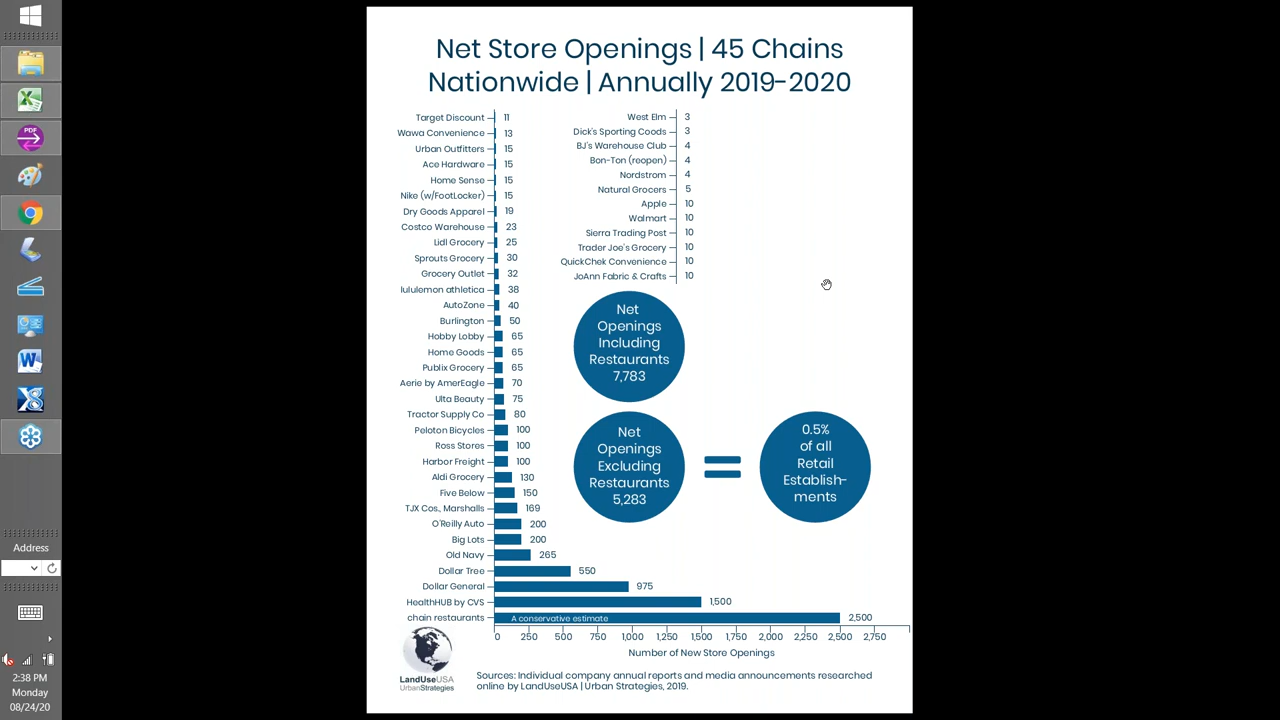 Net Store Openings | 45 Chains
Nationwide | Annually 2019-2020
Target Discount 11
Wawa Convenience 13
Urban Outfitters 15
Ace Hardware 15
Home Sense 15
Nike (w/FootLocker) 15
Dry Goods Apparel 19
Costco Warehouse 23
Lidl Grocery 25
Sprouts Grocery 30
Grocery Outlet 32
lululemon athletica 38
AutoZone 40
Burlington 50
Hobby Lobby 65
Home Goods 65
Publix Grocery 65
Aerie by AmerEagle 70
Ulta Beauty 75
Tractor Supply Co 80
Peloton Bicycles 100
Ross Stores 100
Harbor Freight 100
Aldi Grocery 130
Five Below 150
TJX Cos., Marshalls 169
O'Reilly Auto 200
Big Lots 200
Old Navy 265
Dollar Tree 550
Dollar General 975
HealthHUB by CVS 1,500
chain restaurants A conservative estimate 2,500
0 250 500 750 1,000 1,250 1,500 1,750 2,000 2,250 2,500 2,750
Number of New Store Openings
West Elm 3
Dick's Sporting Goods 3
BJ's Warehouse Club 4
Bon-Ton (reopen) 4
Nordstrom 4
Natural Grocers 5
Apple 10
Walmart 10
Sierra Trading Post 10
Trader Joe's Grocery 10
QuickChek Convenience 10
JoAnn Fabric & Crafts 10
Net
Openings
Including
Restaurants
7,783
Net
Openings
Excluding
Restaurants
5,283
=
0.5%
of all
Retail
Establish-
ments
LandUseUSA
UrbanStrategies
Sources: Individual company annual reports and media announcements researched
online by LandUseUSA | Urban Strategies, 2019.
PDF
Address
2:38 PM
Monday
08/24/20